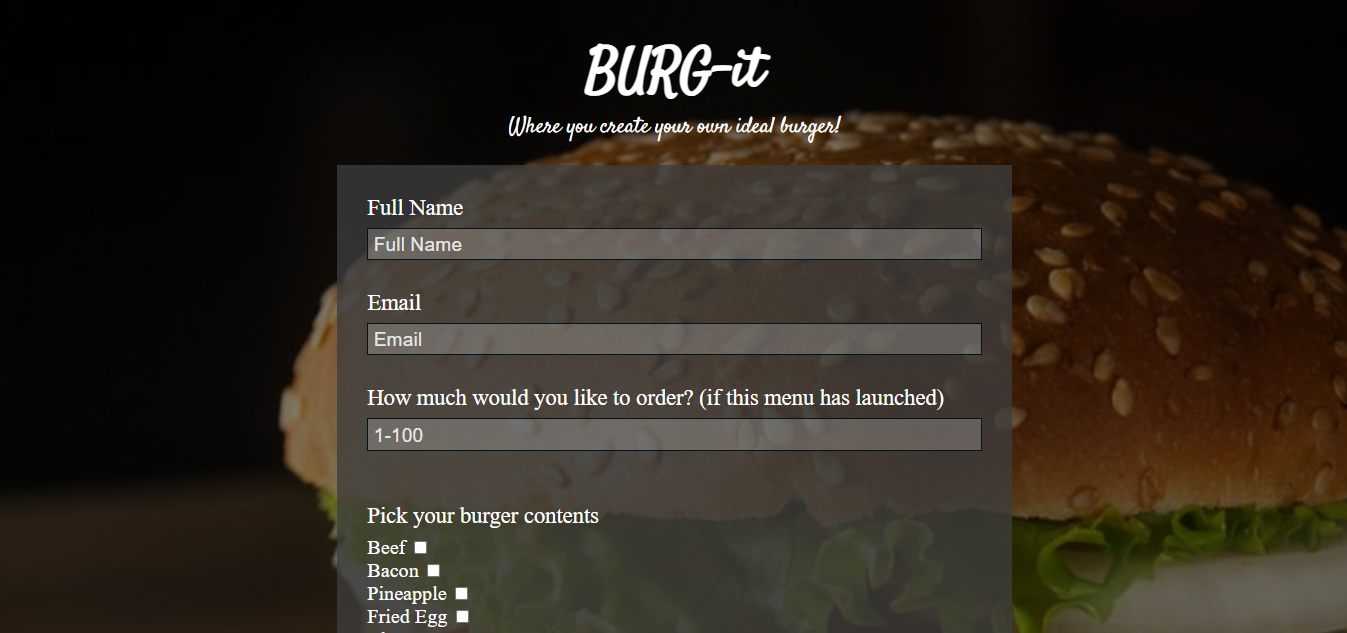 BURG-it
Where you create your own ideal burger!
Full Name
Full Name
Email
Email
How much would you like to order? (if this menu has launched)
1-100
Pick your burger contents
Beef
Bacon
Pineapple
Fried Egg